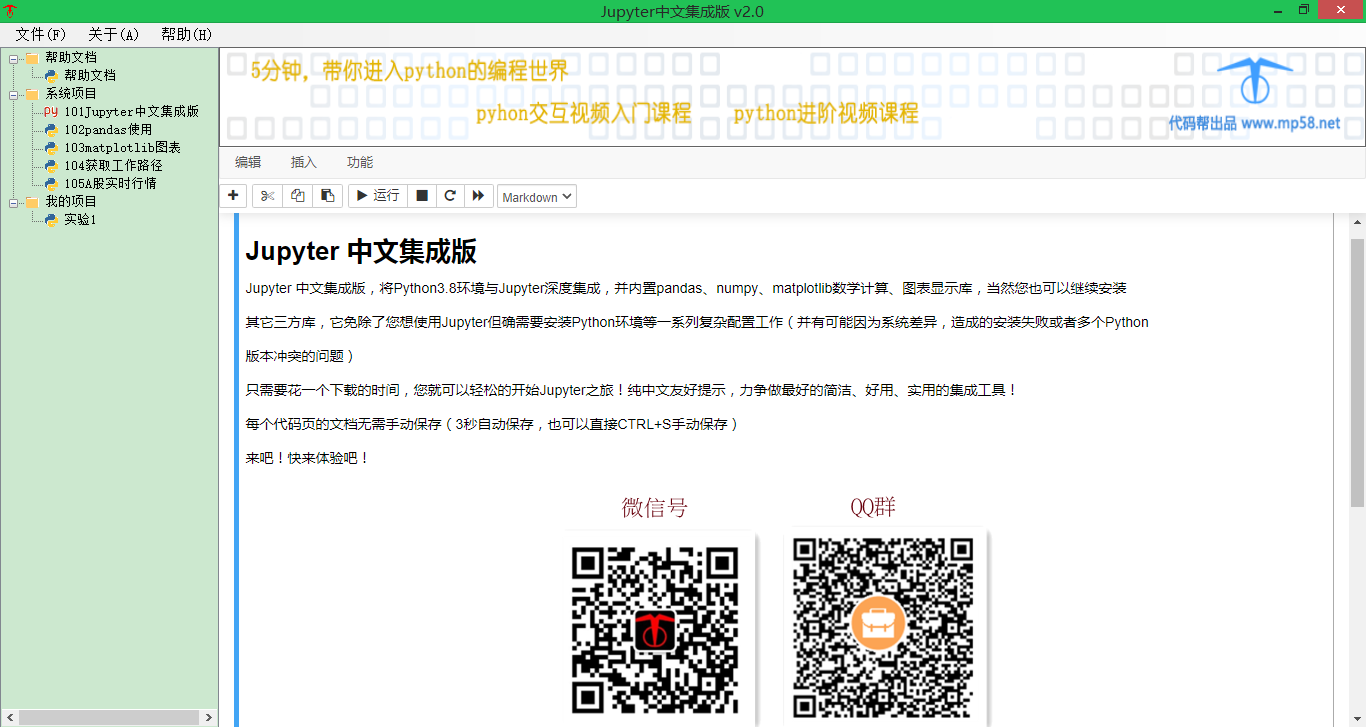 Jupyter中文集成版 v2.0
文件(F) 关于(A) 帮助(H)
帮助文档
帮助文档
系统项目
PY 101Jupyter中文集成版
102pandas使用
103matplotlib图表
104获取工作路径
105A股实时行情
我的项目
实验1
5分钟，带你进入python的编程世界
pyhon交互视频入门课程 python进阶视频课程
代码帮出品 www.mp58.net
编辑 插入 功能
运行 Markdown
Jupyter 中文集成版
Jupyter 中文集成版，将Python3.8环境与Jupyter深度集成，并内置pandas、numpy、matplotlib数学计算、图表显示库，当然您也可以继续安装
其它三方库，它免除了您想使用Jupyter但确需要安装Python环境等一系列复杂配置工作（并有可能因为系统差异，造成的安装失败或者多个Python
版本冲突的问题）
只需要花一个下载的时间，您就可以轻松的开始Jupyter之旅！纯中文友好提示，力争做最好的简洁、好用、实用的集成工具！
每个代码页的文档无需手动保存（3秒自动保存，也可以直接CTRL+S手动保存）
来吧！快来体验吧！
微信号 QQ群